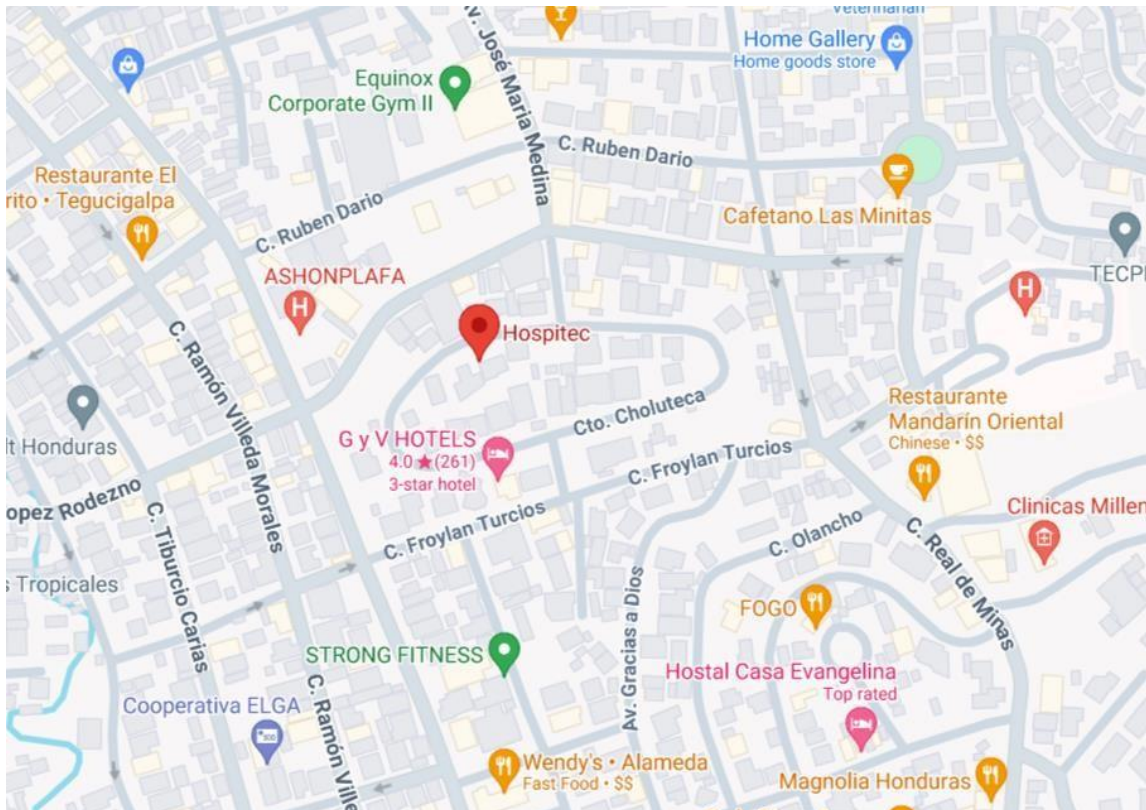 Veterinarian
Home Gallery
Home goods store
Equinox
Corporate Gym II
Av. José Maria Medina
C. Ruben Dario
Restaurante El
rito • Tegucigalpa
C. Ruben Dario
Cafetano Las Minitas
TECPI
ASHONPLAFA
H
H
Hospitec
C. Ramón Villeda Morales
Cto. Choluteca
Restaurante
Mandarín Oriental
Chinese • $$
lt Honduras
G y V HOTELS
4.0 ★ (261)
3-star hotel
C. Froylan Turcios
opez Rodezno
C. Tiburcio Carias
C. Froylan Turcios
C. Olancho
Clinicas Millen
C. Real de Minas
s Tropicales
Av. Gracias a Dios
FOGO
STRONG FITNESS
Hostal Casa Evangelina
Top rated
Cooperativa ELGA
C. Ramón Ville
Wendy's • Alameda
Fast Food • $$
Magnolia Honduras